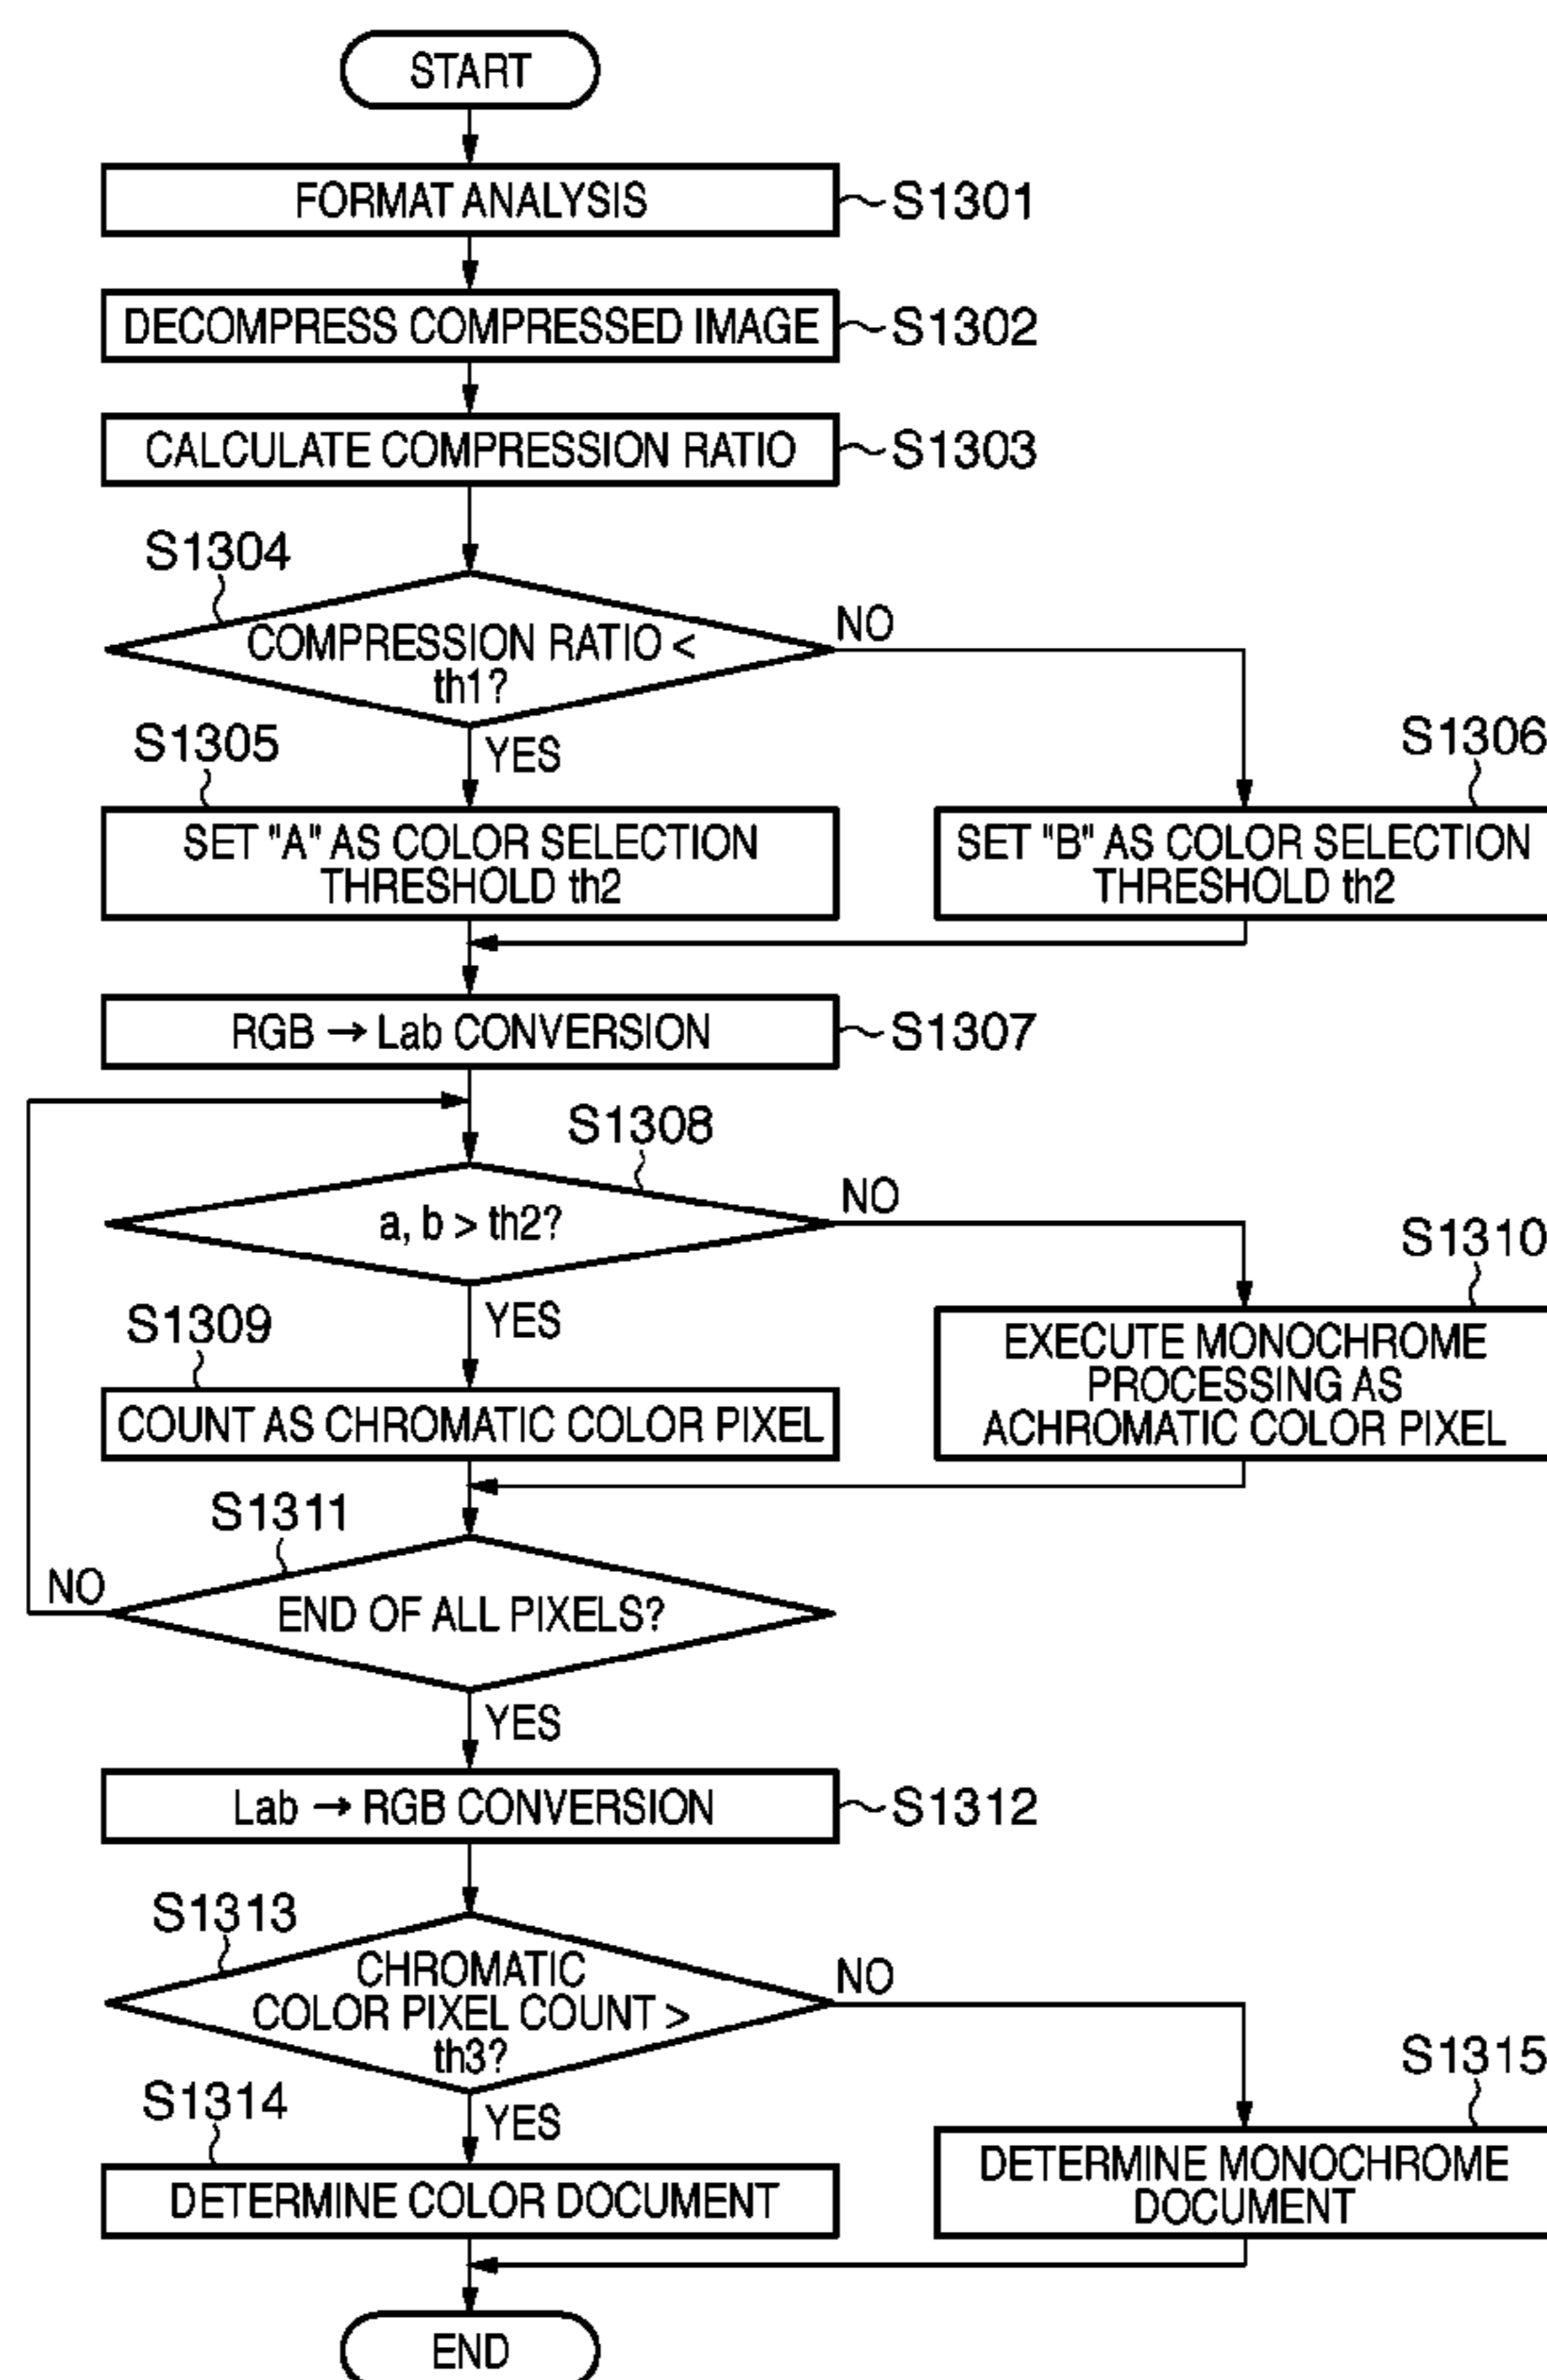 START
FORMAT ANALYSIS
S1301
DECOMPRESS COMPRESSED IMAGE
S1302
CALCULATE COMPRESSION RATIO
S1303
S1304
COMPRESSION RATIO <
th1?
NO
YES
S1305
SET "A" AS COLOR SELECTION
THRESHOLD th2
S1306
SET "B" AS COLOR SELECTION
THRESHOLD th2
RGB → Lab CONVERSION
S1307
S1308
a, b > th2?
NO
YES
S1309
COUNT AS CHROMATIC COLOR PIXEL
S1310
EXECUTE MONOCHROME
PROCESSING AS
ACHROMATIC COLOR PIXEL
S1311
NO
END OF ALL PIXELS?
YES
Lab → RGB CONVERSION
S1312
S1313
CHROMATIC
COLOR PIXEL COUNT >
th3?
NO
YES
S1314
DETERMINE COLOR DOCUMENT
S1315
DETERMINE MONOCHROME
DOCUMENT
END